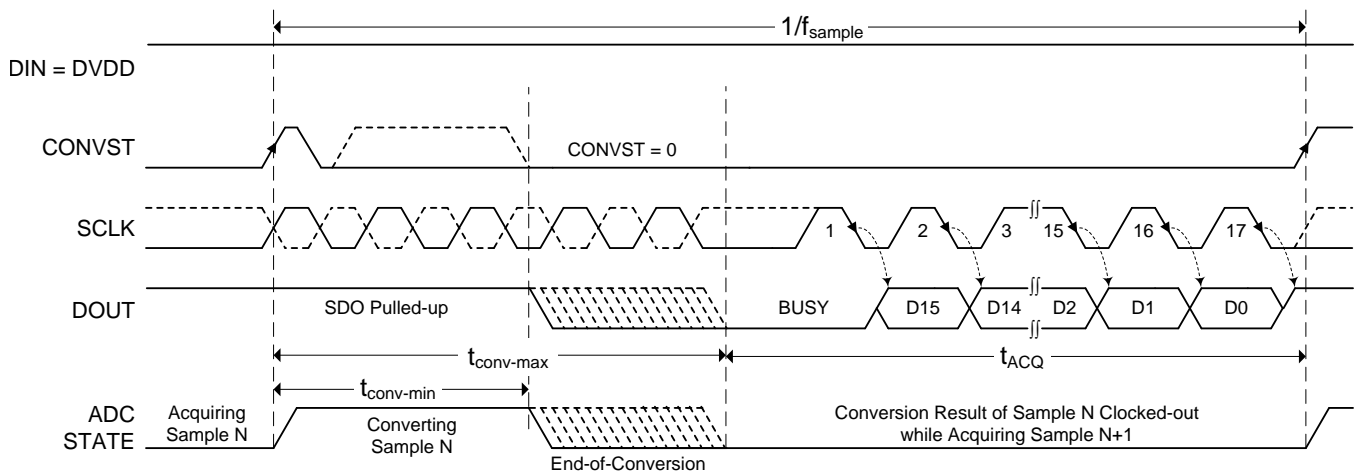 1/fsample
DIN = DVDD
CONVST
CONVST = 0
SCLK
1 2 3 ∫∫ 15 16 17
DOUT
SDO Pulled-up
BUSY D15 D14 ∫∫ D2 D1 D0
∫∫
tconv-max
tACQ
tconv-min
ADC
STATE
Acquiring
Sample N
Converting
Sample N
End-of-Conversion
Conversion Result of Sample N Clocked-out
while Acquiring Sample N+1